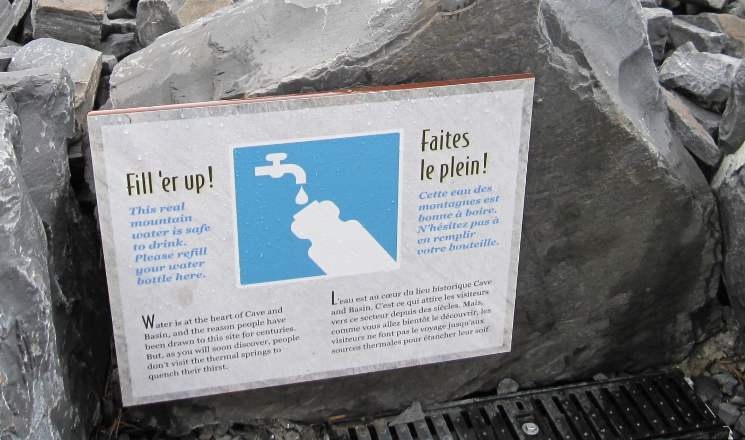 Fill 'er up!
This real
mountain
water is safe
to drink.
Please refill
your water
bottle here.
Water is at the heart of Cave and
Basin, and the reason people have
been drawn to this site for centuries.
But, as you will soon discover, people
don't visit the thermal springs to
quench their thirst.
Faites
le plein!
Cette eau des
montagnes est
bonne à boire.
N'hésitez pas à
en remplir
votre bouteille.
L'eau est au cœur du lieu historique Cave
and Basin. C'est ce qui attire les visiteurs
vers ce secteur depuis des siècles. Mais,
comme vous allez bientôt le découvrir, les
visiteurs ne font pas le voyage jusqu'aux
sources thermales pour étancher leur soif.